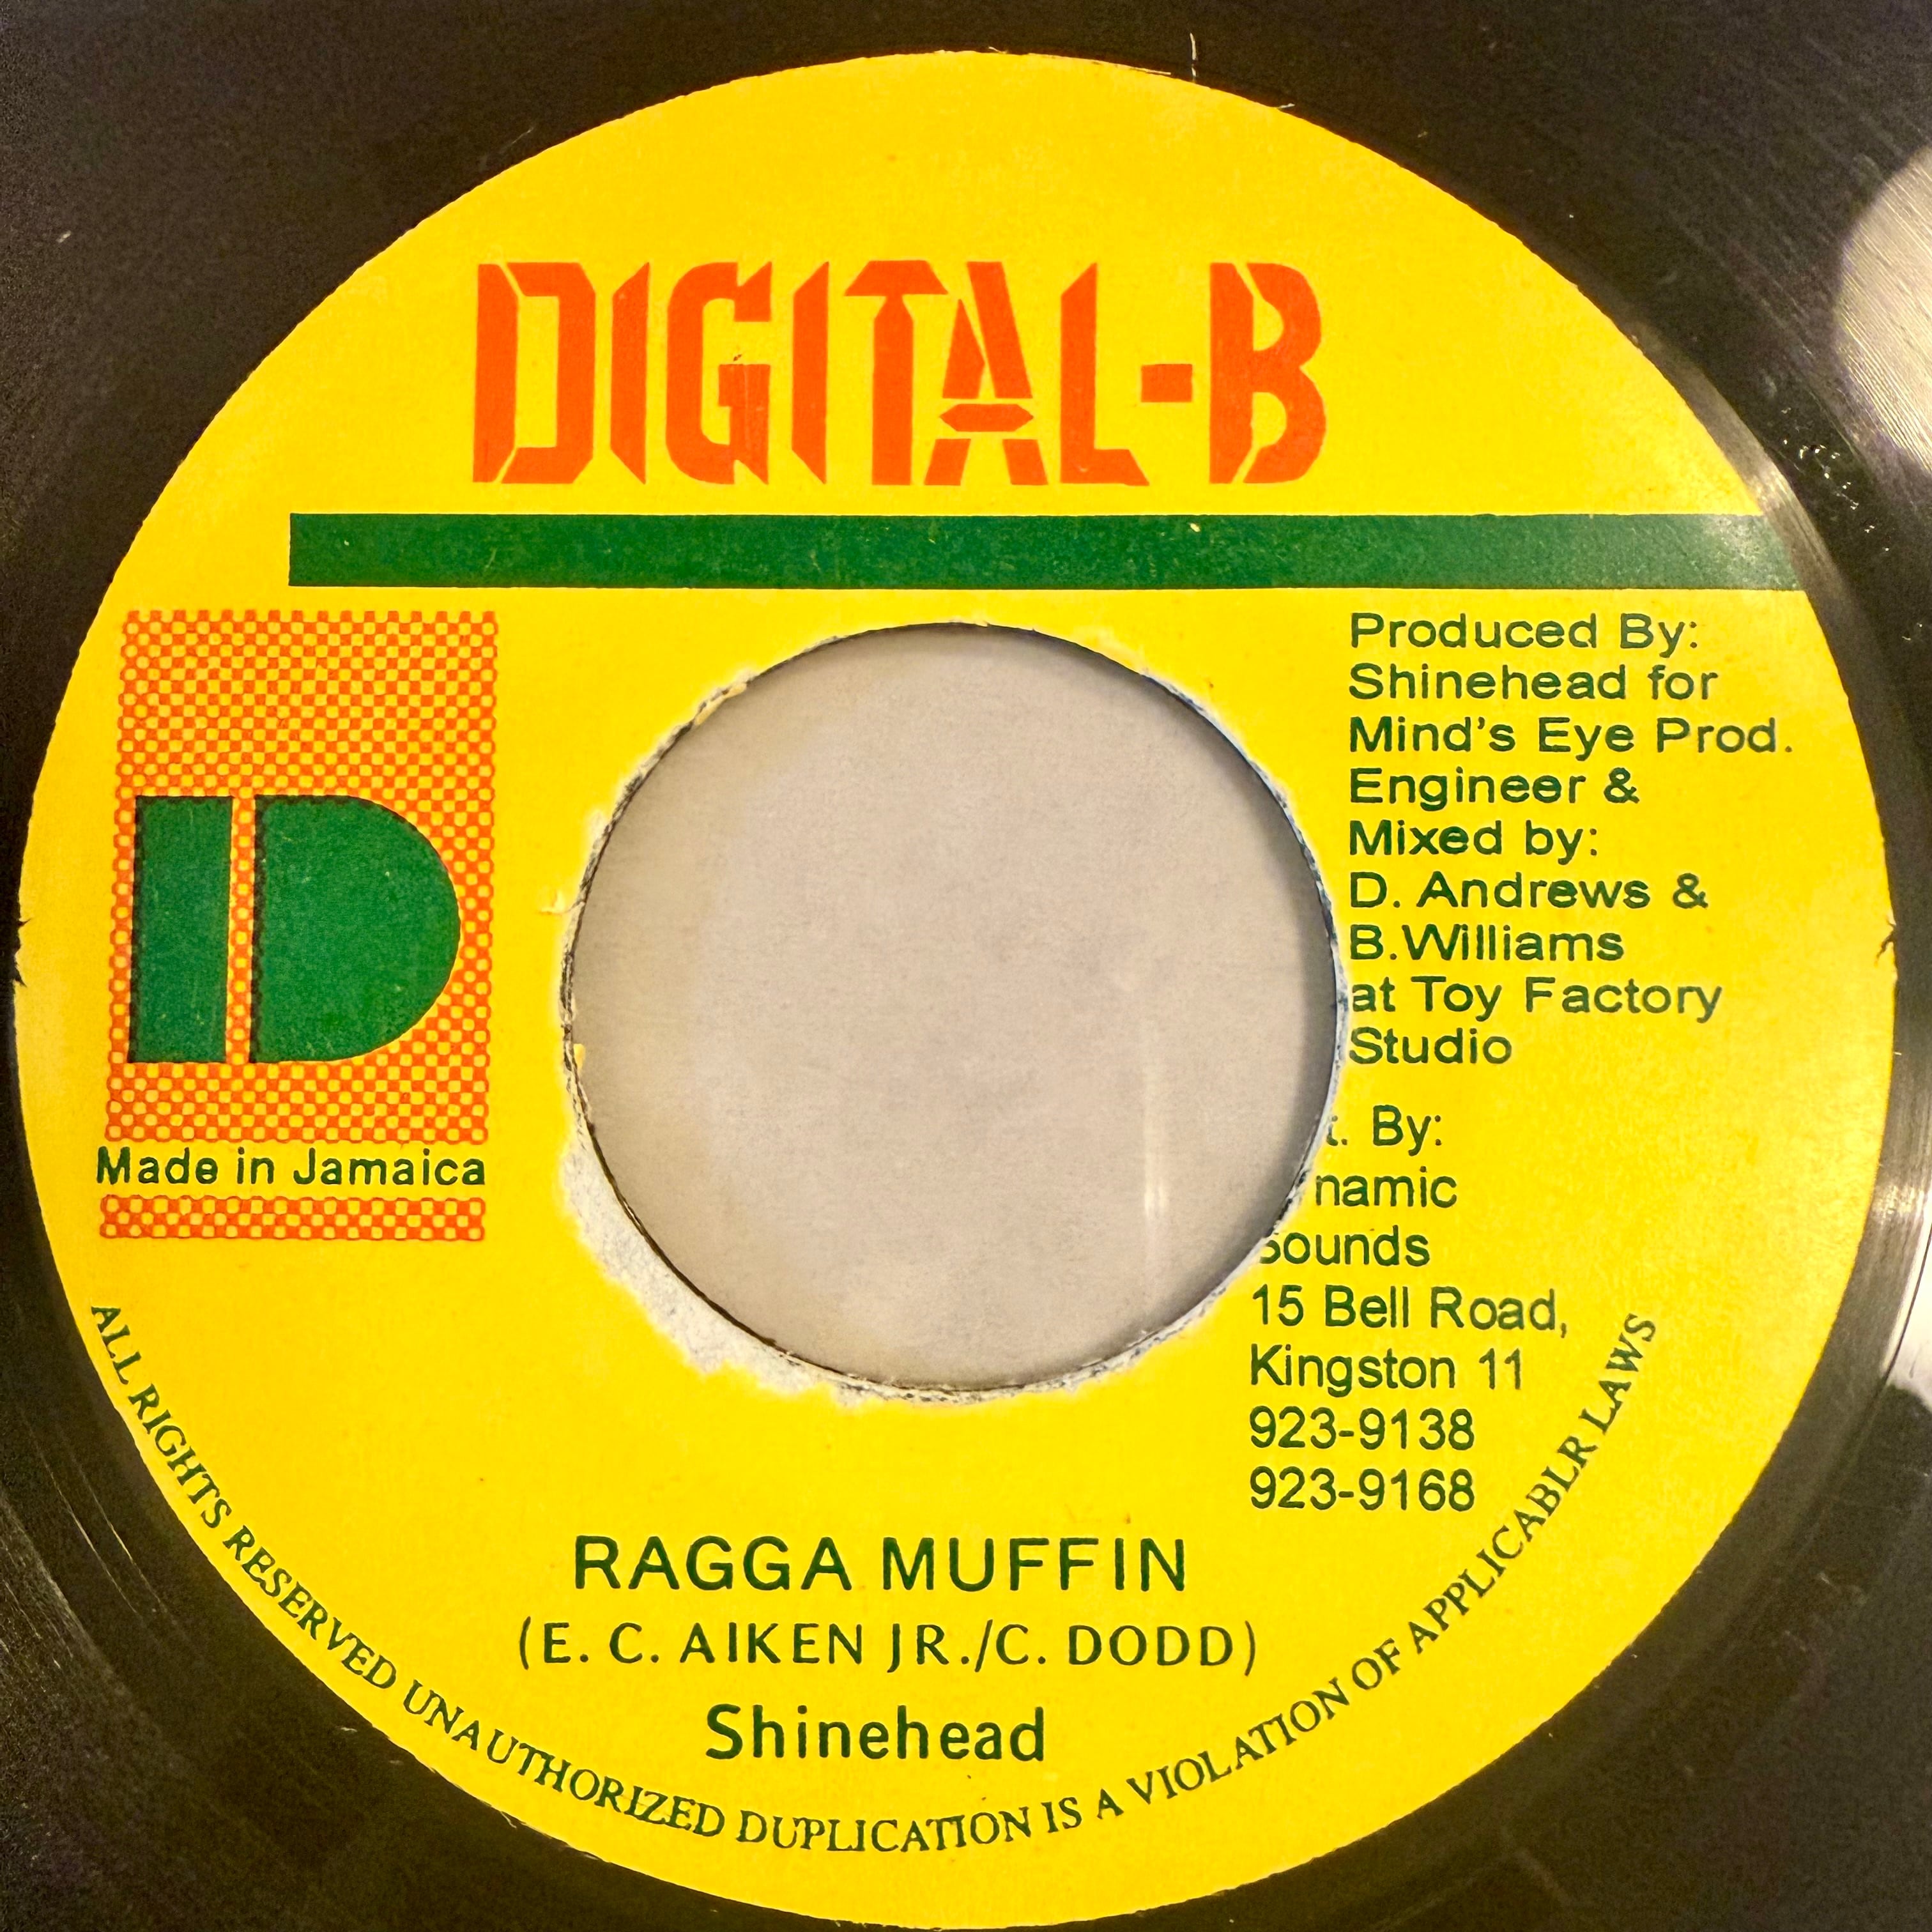 DIGITAL-B
Produced By:
Shinehead for
Mind's Eye Prod.
Engineer &
Mixed by:
D. Andrews &
B.Williams
at Toy Factory
Studio
t. By:
namic
Sounds
15 Bell Road,
Kingston 11
923-9138
923-9168
D
Made in Jamaica
RAGGA MUFFIN
(E. C. AIKEN JR./C. DODD)
Shinehead
ALL RIGHTS RESERVED UNAUTHORIZED DUPLICATION IS A VIOLATION OF APPLICABLR LAWS